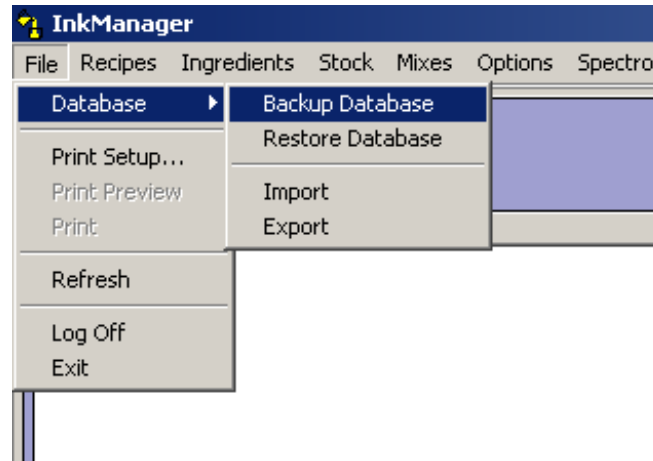 InkManager
File Recipes Ingredients Stock Mixes Options Spectro
Database
Backup Database
Restore Database
Import
Export
Print Setup...
Print Preview
Print
Refresh
Log Off
Exit